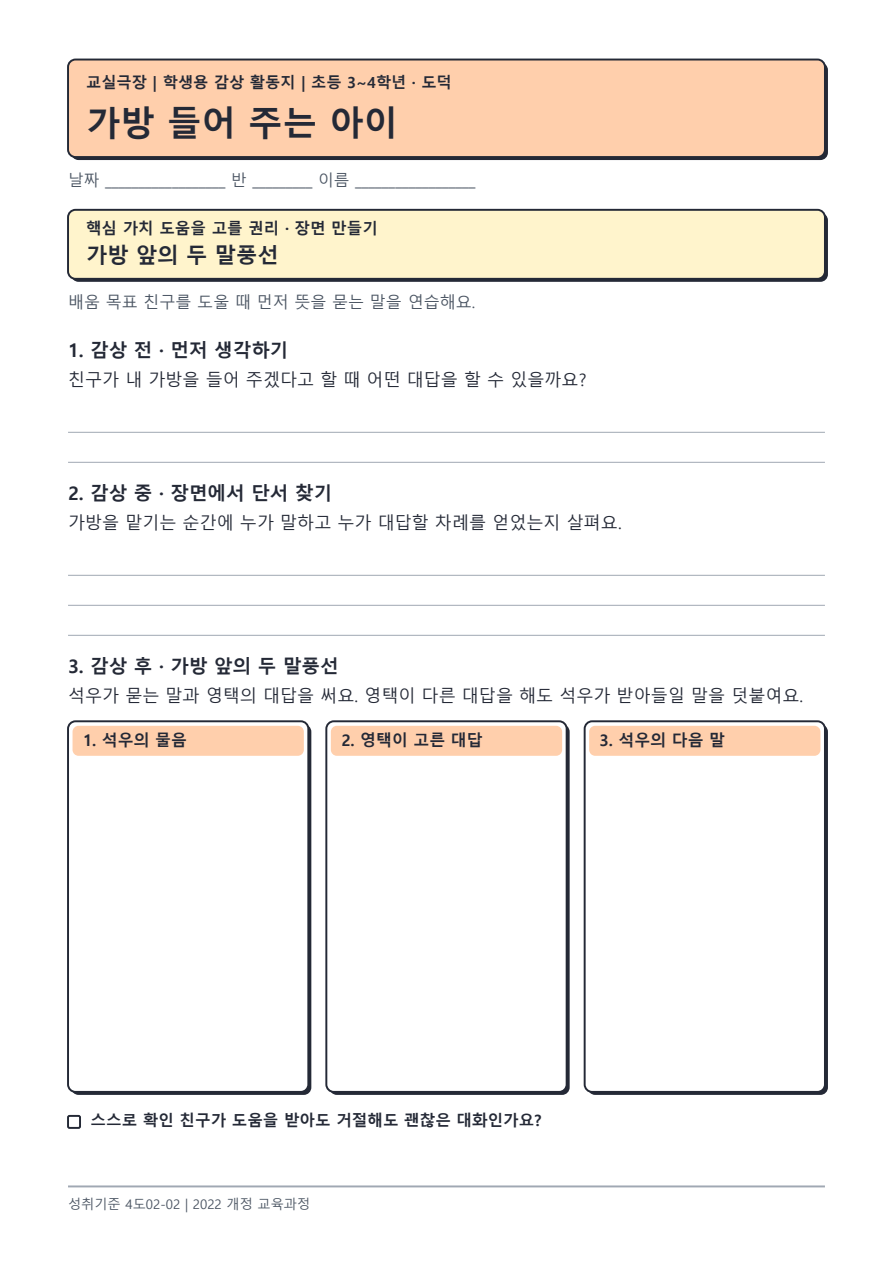 교실극장 | 학생용 감상 활동지 | 초등 3~4학년 · 도덕
가방 들어 주는 아이
날짜 ______________ 반 _______ 이름 ______________
핵심 가치 도움을 고를 권리 · 장면 만들기
가방 앞의 두 말풍선
배움 목표 친구를 도울 때 먼저 뜻을 묻는 말을 연습해요.
1. 감상 전 · 먼저 생각하기
친구가 내 가방을 들어 주겠다고 할 때 어떤 대답을 할 수 있을까요?
2. 감상 중 · 장면에서 단서 찾기
가방을 맡기는 순간에 누가 말하고 누가 대답할 차례를 얻었는지 살펴요.
3. 감상 후 · 가방 앞의 두 말풍선
석우가 묻는 말과 영택의 대답을 써요. 영택이 다른 대답을 해도 석우가 받아들일 말을 덧붙여요.
1. 석우의 물음
2. 영택이 고른 대답
3. 석우의 다음 말
스스로 확인 친구가 도움을 받아도 거절해도 괜찮은 대화인가요?
성취기준 4도02-02 | 2022 개정 교육과정